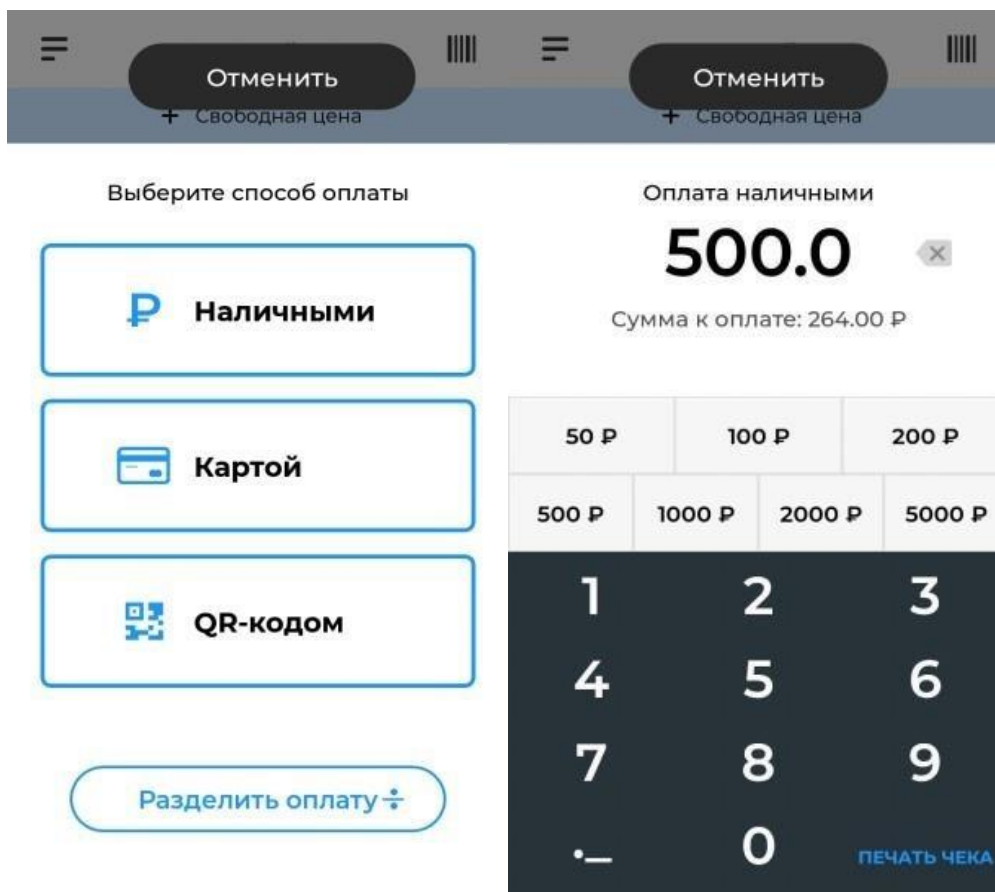 Отменить
+ Свободная цена
Выберите способ оплаты
₽ Наличными
Картой
QR-кодом
Разделить оплату ÷
Отменить
+ Свободная цена
Оплата наличными
500.0
Сумма к оплате: 264.00 ₽
50 ₽ 100 ₽ 200 ₽
500 ₽ 1000 ₽ 2000 ₽ 5000 ₽
1 2 3
4 5 6
7 8 9
._ 0 ПЕЧАТЬ ЧЕКА